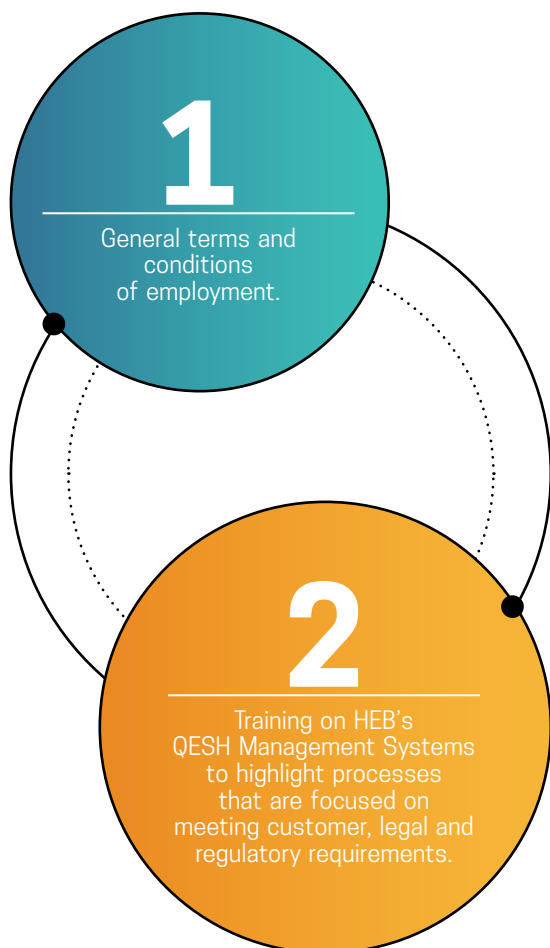 1
General terms and
conditions
of employment.
2
Training on HEB's
QESH Management Systems
to highlight processes
that are focused on
meeting customer, legal and
regulatory requirements.